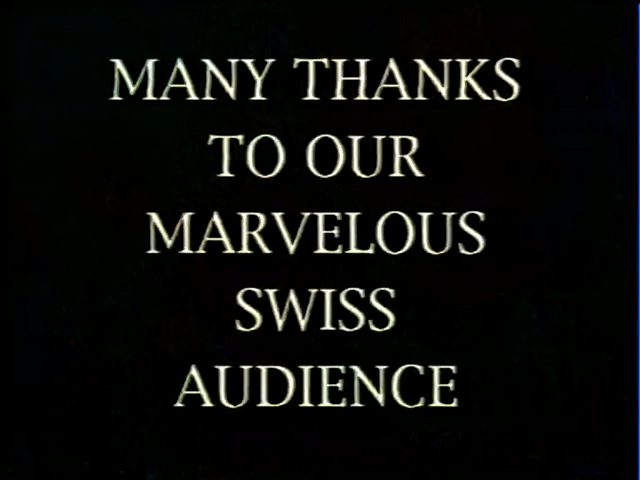 MANY THANKS
TO OUR
MARVELOUS
SWISS
AUDIENCE